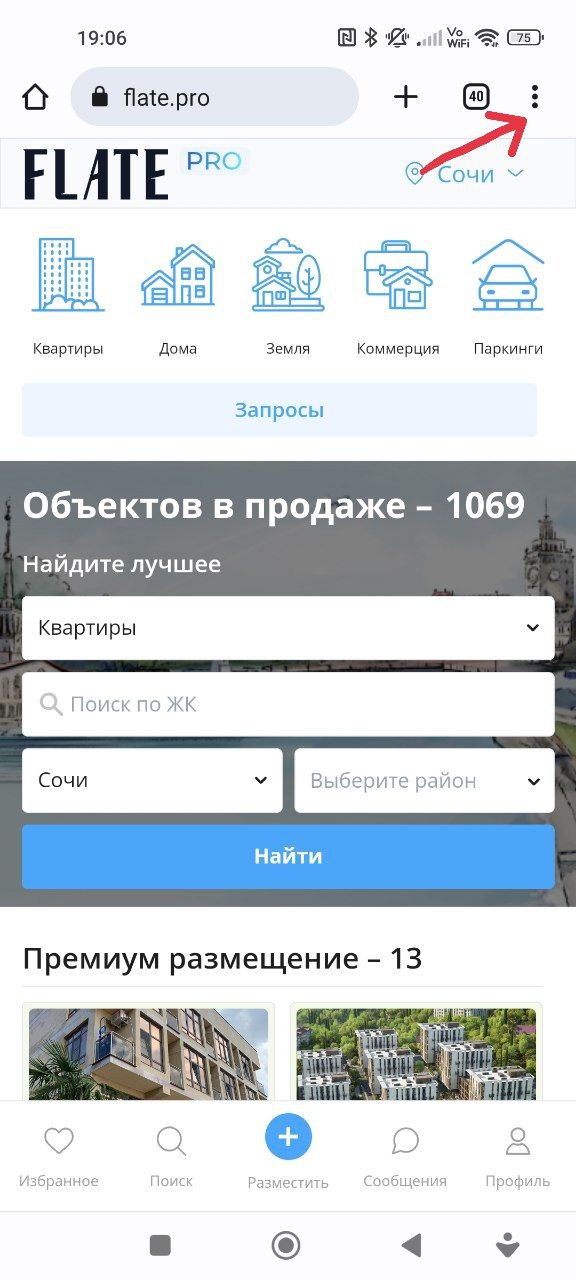 19:06
Vo
WiFi
75
flate.pro
40
FLATE PRO
Сочи
Квартиры
Дома
Земля
Коммерция
Паркинги
Запросы
Объектов в продаже – 1069
Найдите лучшее
Квартиры
Поиск по ЖК
Сочи
Выберите район
Найти
Премиум размещение – 13
Избранное
Поиск
Разместить
Сообщения
Профиль